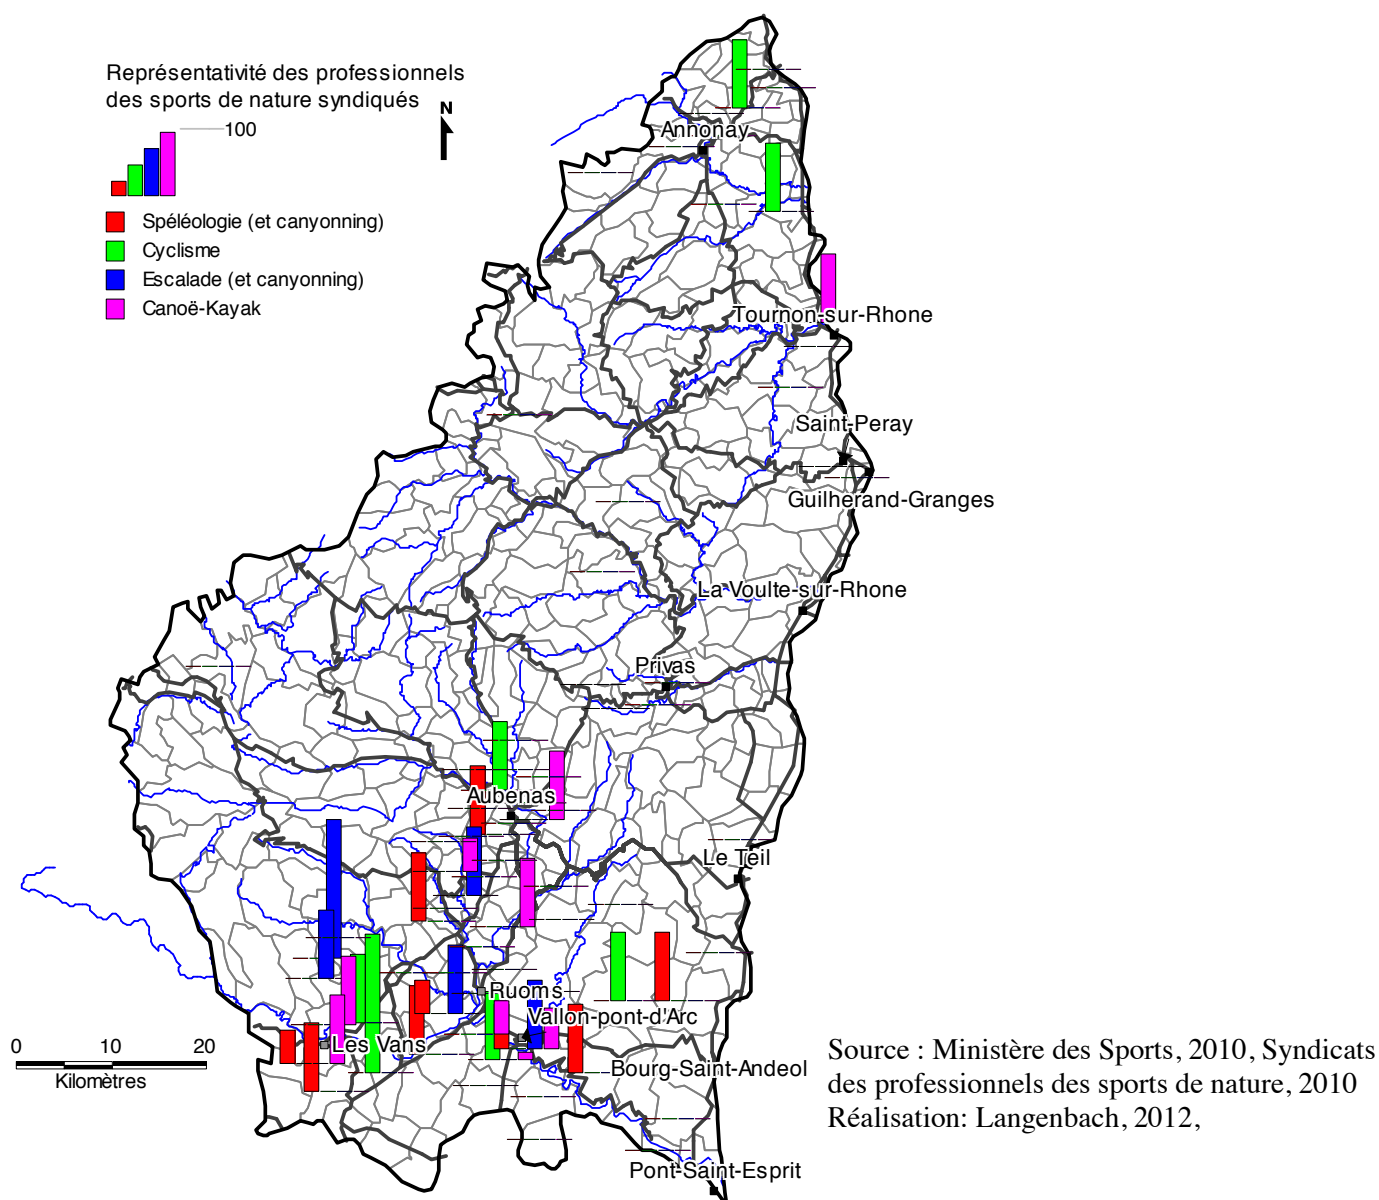 Représentativité des professionnels
des sports de nature syndiqués
N
100
Spéléologie (et canyonning)
Cyclisme
Escalade (et canyonning)
Canoë-Kayak
Annonay
Tournon-sur-Rhone
Saint-Peray
Guilherand-Granges
La Voulte-sur-Rhone
Privas
Aubenas
Le Teil
Ruoms
Vallon-pont-d'Arc
Les Vans
Bourg-Saint-Andeol
Pont-Saint-Esprit
0 10 20
Kilomètres
Source : Ministère des Sports, 2010, Syndicats
des professionnels des sports de nature, 2010
Réalisation: Langenbach, 2012,